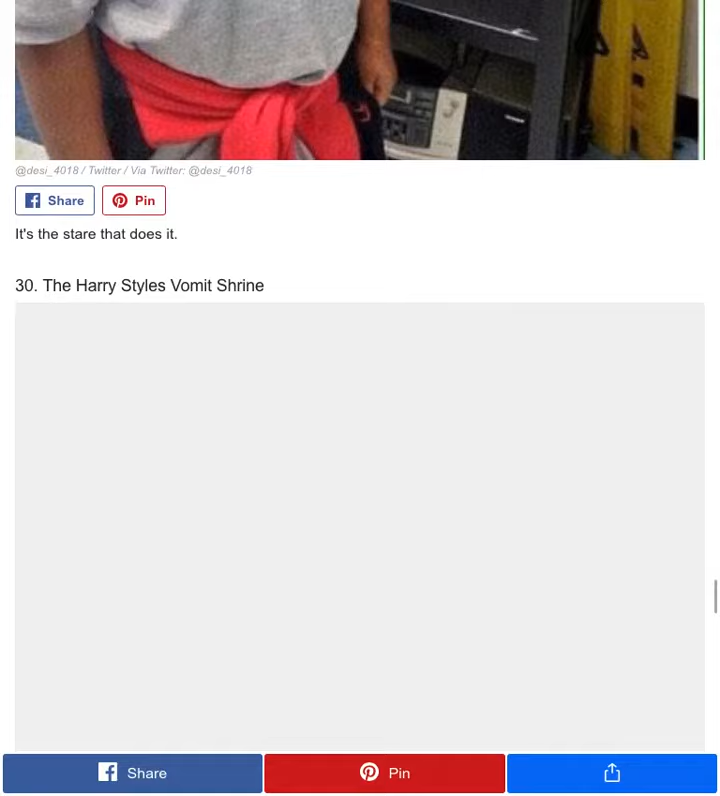 @desi_4018 / Twitter / Via Twitter: @desi_4018
Share Pin
It's the stare that does it.
30. The Harry Styles Vomit Shrine
Share Pin